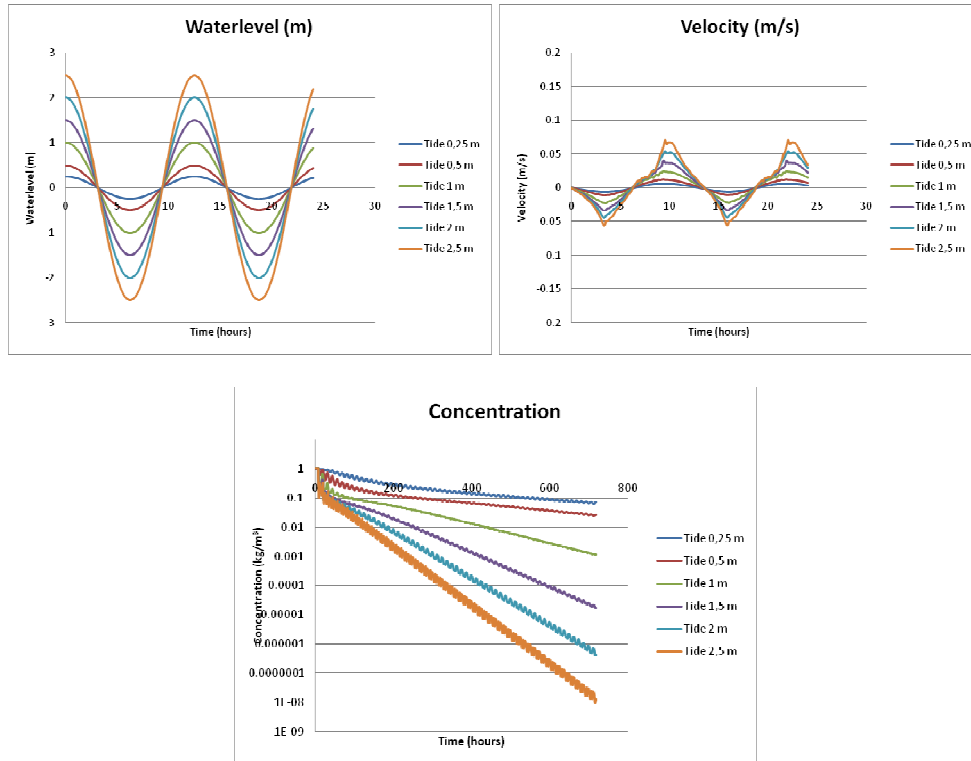 Waterlevel (m)
3
2
1
0
1
-2
3
Waterlevel (m)
0
5
10
15
20
25
30
Time (hours)
Tide 0,25 m
Tide 0,5 m
Tide 1 m
Tide 1,5 m
Tide 2 m
Tide 2,5 m
Velocity (m/s)
0.2
0.15
0.1
0.05
0
0.05
-0.1
-0.15
0.2
Velocity (m/s)
0
5
10
15
20
25
30
Time (hours)
Tide 0,25 m
Tide 0,5 m
Tide 1 m
Tide 1,5 m
Tide 2 m
Tide 2,5 m
Concentration
1
0.1
0.01
0.001
0.0001
0.00001
0.000001
0.0000001
1E-08
1E-09
Concentration (kg/m³)
0
200
400
600
800
Time (hours)
Tide 0,25 m
Tide 0,5 m
Tide 1 m
Tide 1,5 m
Tide 2 m
Tide 2,5 m